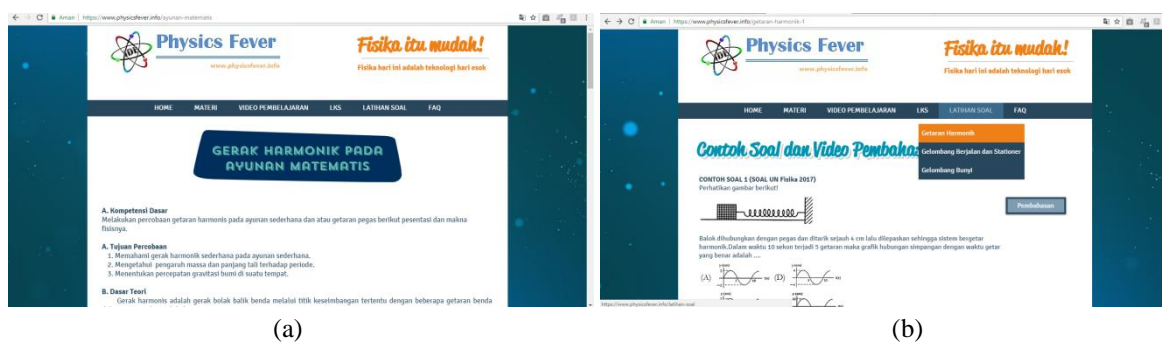 Aman | https://www.physicsfever.info/ayunan-matematis
Physics Fever
www.physicsfever.info
Fisika itu mudah!
Fisika hari ini adalah teknologi hari esok
HOME MATERI VIDEO PEMBELAJARAN LKS LATIHAN SOAL FAQ
GERAK HARMONIK PADA
AYUNAN MATEMATIS
A. Kompetensi Dasar
Melakukan percobaan getaran harmonis pada ayunan sederhana dan atau getaran pegas berikut pesentasi dan makna
fisisnya.
A. Tujuan Percobaan
1. Memahami gerak harmonik sederhana pada ayunan sederhana.
2. Mengetahui pengaruh massa dan panjang tali terhadap periode.
3. Menentukan percepatan gravitasi bumi di suatu tempat.
B. Dasar Teori
Gerak harmonis adalah gerak bolak balik benda melalui titik keseimbangan tertentu dengan beberapa getaran benda
(a)
Aman | https://www.physicsfever.info/getaran-harmonik-1
Physics Fever
www.physicsfever.info
Fisika itu mudah!
Fisika hari ini adalah teknologi hari esok
HOME MATERI VIDEO PEMBELAJARAN LKS LATIHAN SOAL FAQ
Getaran Harmonik
Gelombang Berjalan dan Stationer
Gelombang Bunyi
Contoh Soal dan Video Pembaha
CONTOH SOAL 1 (SOAL UN Fisika 2017)
Perhatikan gambar berikut!
Pembahasan
Balok dihubungkan dengan pegas dan ditarik sejauh 4 cm lalu dilepaskan sehingga sistem bergetar
harmonik.Dalam waktu 10 sekon terjadi 5 getaran maka grafik hubungan simpangan dengan waktu getar
yang benar adalah ....
(A) (D)
https://www.physicsfever.info/latihan-soal
(b)